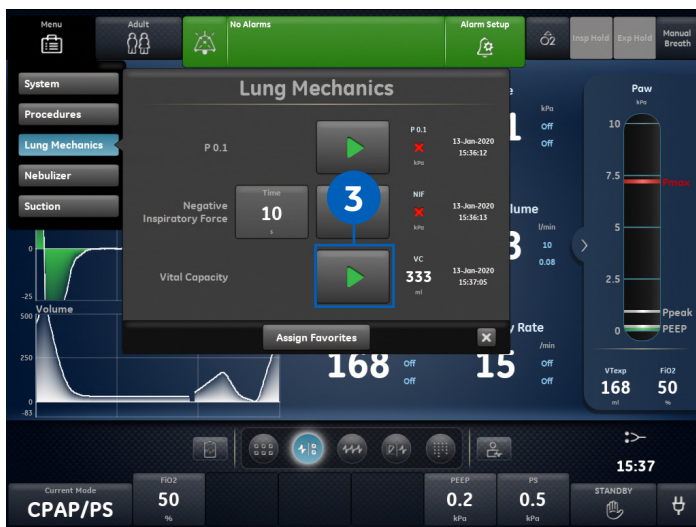 Menu
Adult
No Alarms
Alarm Setup
O2
Insp Hold
Exp Hold
Manual
Breath
System
Procedures
Lung Mechanics
Nebulizer
Suction
Lung Mechanics
P 0.1
P 0.1
kPa
13-Jan-2020
15:36:12
Negative
Inspiratory Force
Time
10
s
3
NIF
kPa
13-Jan-2020
15:36:13
Vital Capacity
VC
333
ml
13-Jan-2020
15:37:05
Assign Favorites
kPa
Off
Off
l/min
10
0.08
Rate
/min
168
Off
Off
15
Off
Off
Paw
kPa
10
7.5
5
2.5
0
Pmax
Ppeak
PEEP
VTexp
168
ml
FiO2
50
%
0
-25
Volume
500
250
0
-83
15:37
Current Mode
CPAP/PS
FiO2
50
%
PEEP
0.2
kPa
PS
0.5
kPa
STANDBY